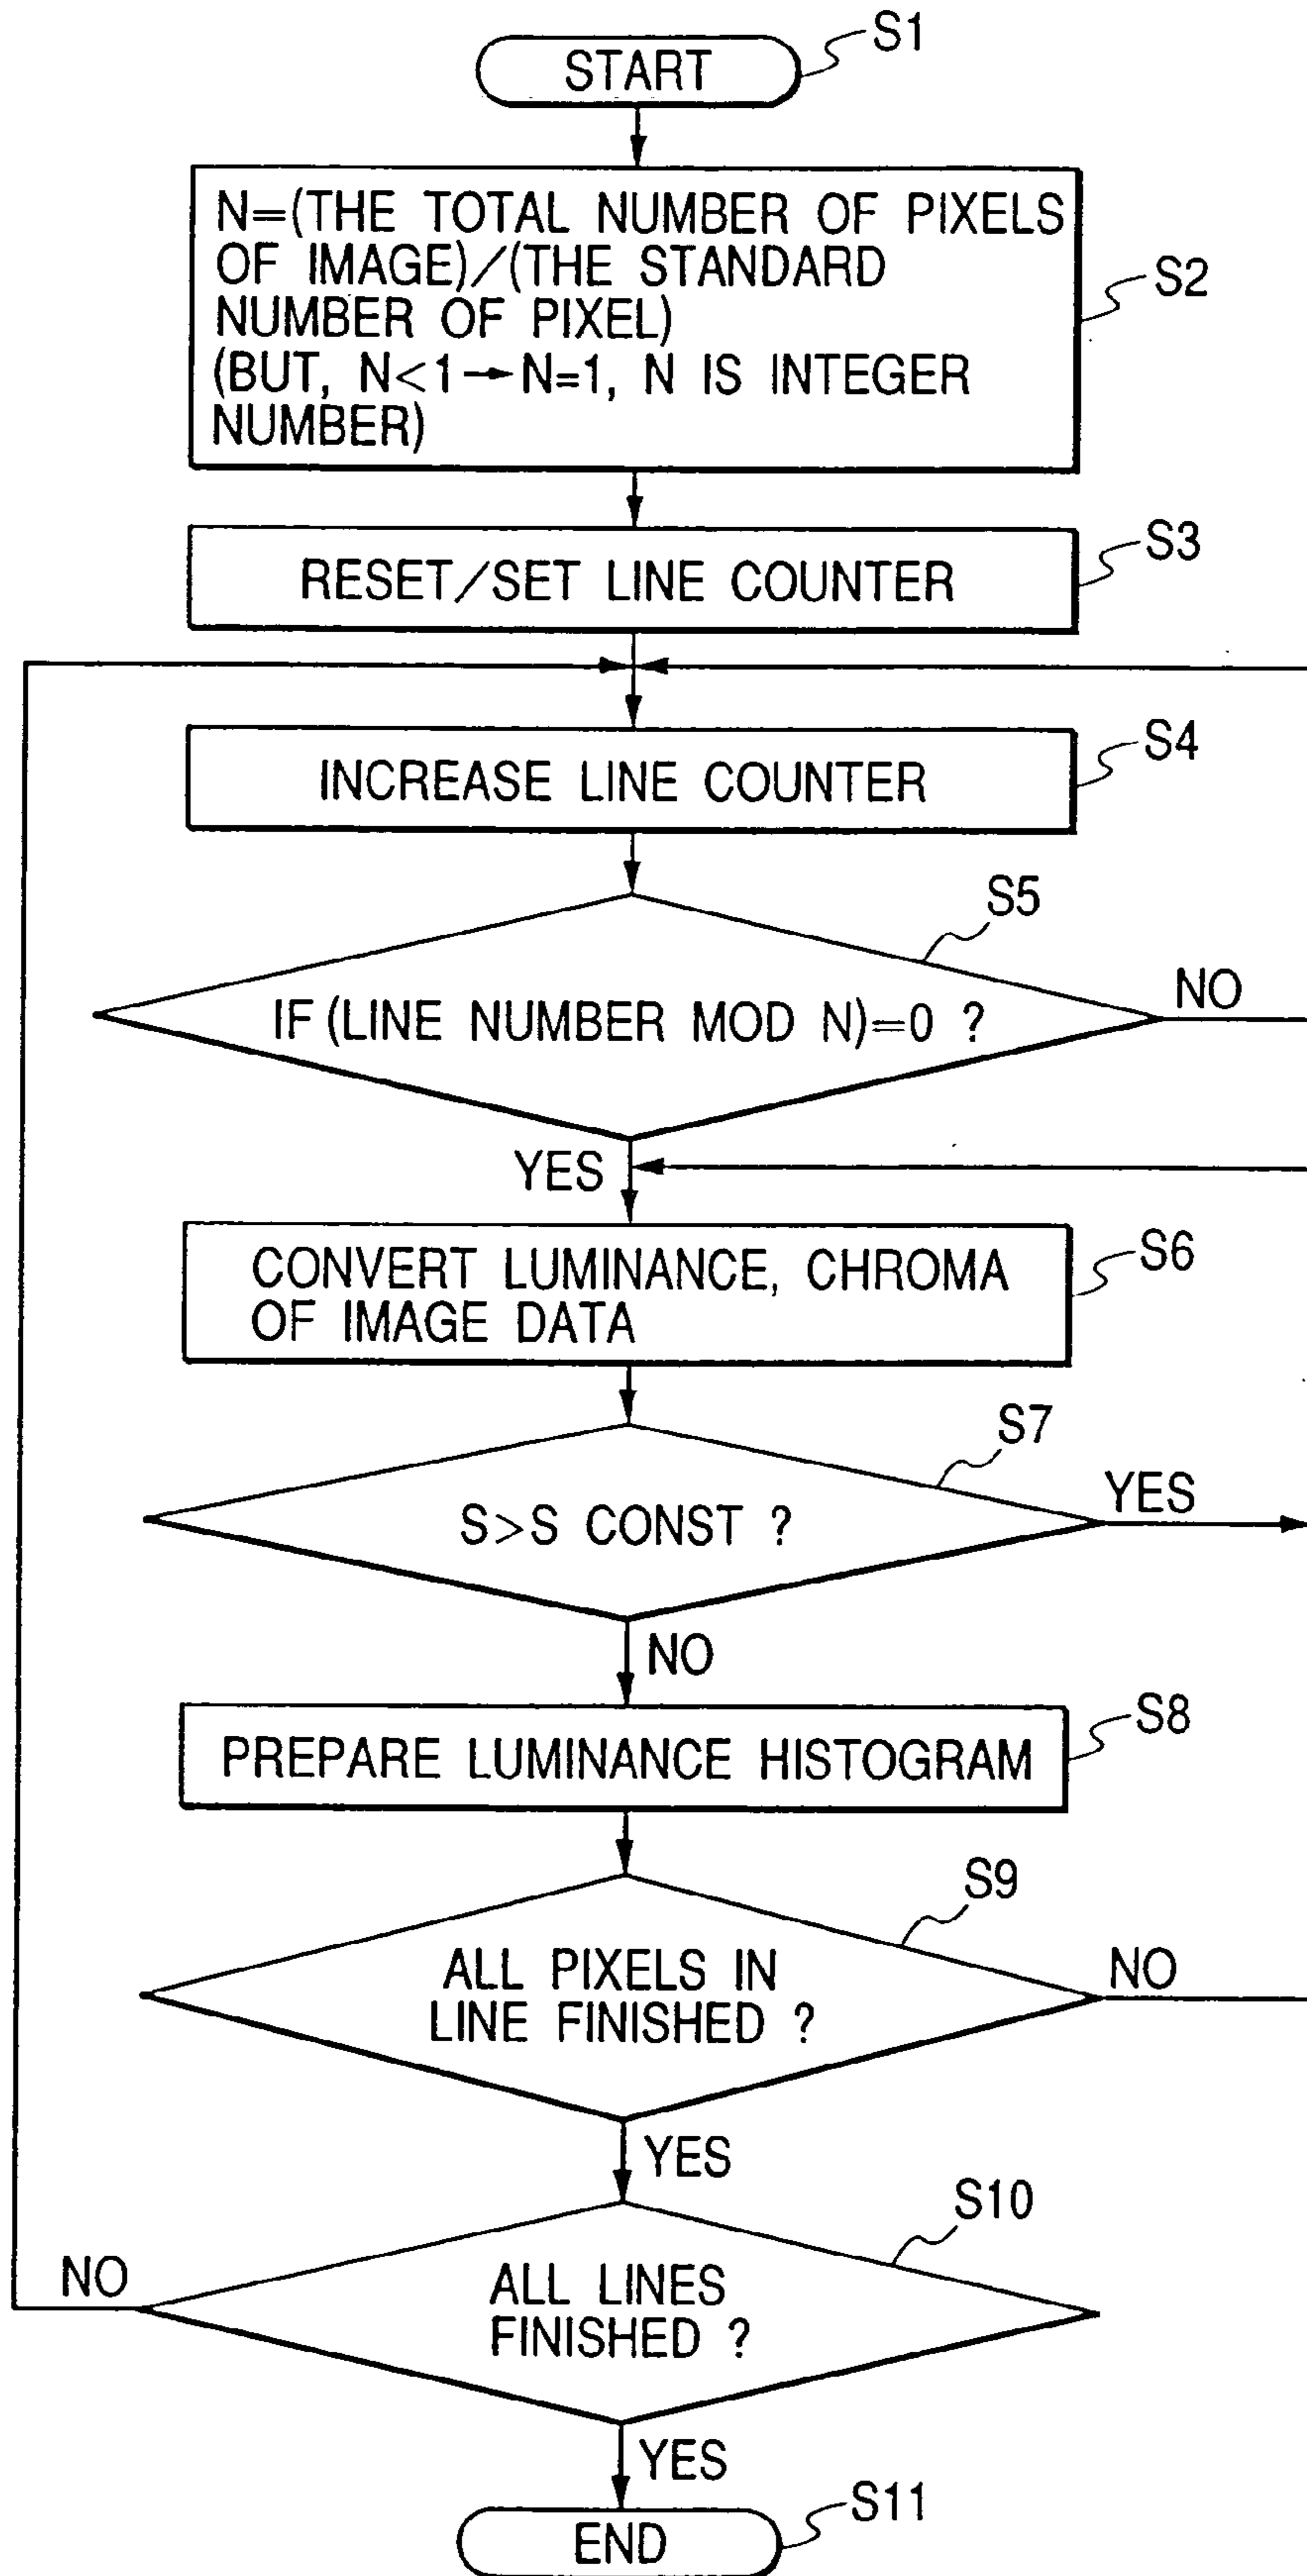 START
S1
N=(THE TOTAL NUMBER OF PIXELS
OF IMAGE)/(THE STANDARD
NUMBER OF PIXEL)
(BUT, N<1→N=1, N IS INTEGER
NUMBER)
S2
RESET/SET LINE COUNTER
S3
INCREASE LINE COUNTER
S4
S5
IF (LINE NUMBER MOD N)=0 ?
NO
YES
CONVERT LUMINANCE, CHROMA
OF IMAGE DATA
S6
S7
S>S CONST ?
YES
NO
PREPARE LUMINANCE HISTOGRAM
S8
S9
ALL PIXELS IN
LINE FINISHED ?
NO
YES
S10
ALL LINES
FINISHED ?
NO
YES
END
S11